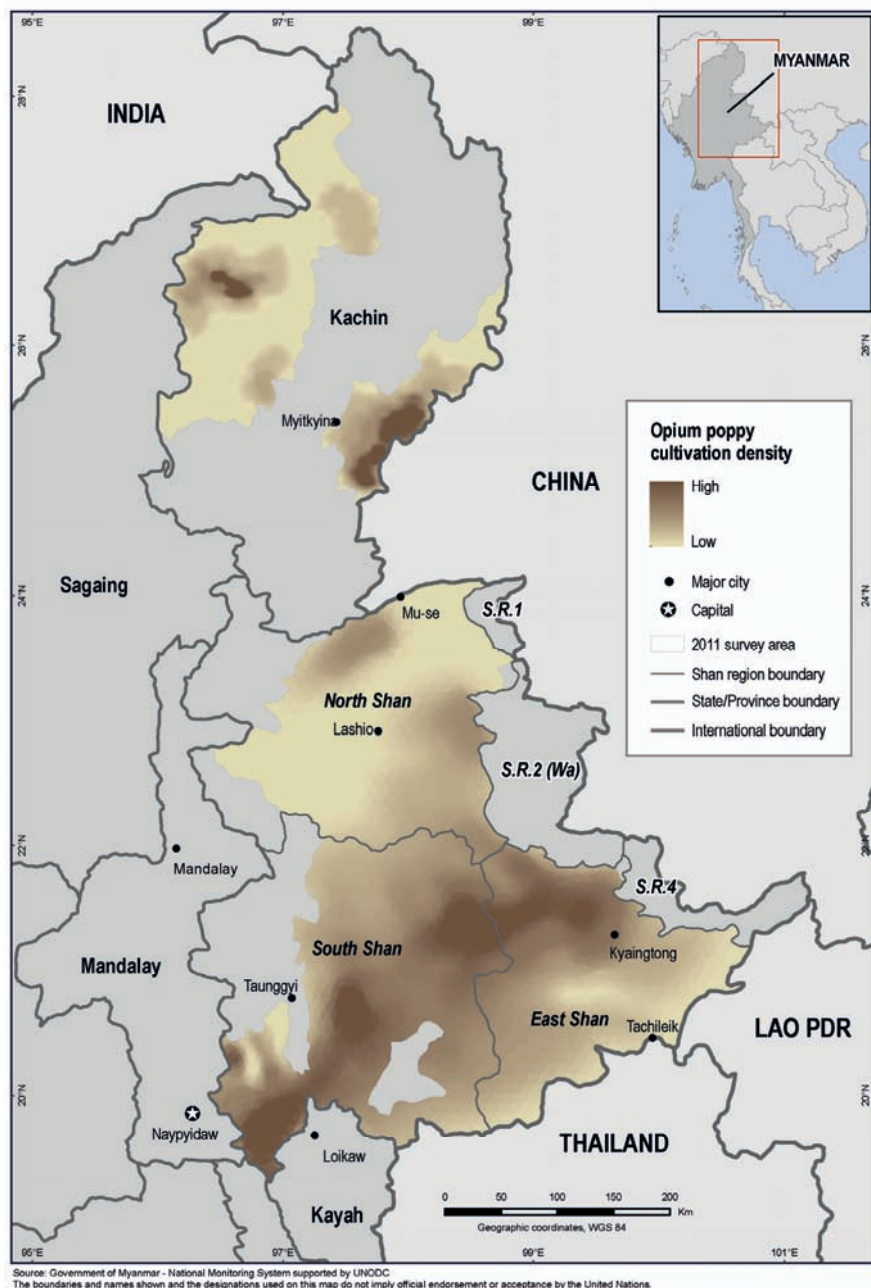 95°E
97°E
99°E
101°E
28°N
INDIA
MYANMAR
26°N
26°N
Kachin
Myitkyina
Opium poppy
cultivation density
High
Low
Major city
Capital
2011 survey area
Shan region boundary
State/Province boundary
International boundary
CHINA
24°N
24°N
Sagaing
S.R.1
Mu-se
North Shan
Lashio
S.R.2 (Wa)
22°N
22°N
Mandalay
S.R.4
South Shan
Kyaingtong
Mandalay
Taunggyi
East Shan
Tachileik
LAO PDR
20°N
20°N
Naypyidaw
Loikaw
THAILAND
Kayah
0 50 100 150 200
Km
Geographic coordinates, WGS 84
95°E
97°E
99°E
101°E
Source: Government of Myanmar - National Monitoring System supported by UNODC
The boundaries and names shown and the designations used on this map do not imply official endorsement or acceptance by the United Nations.